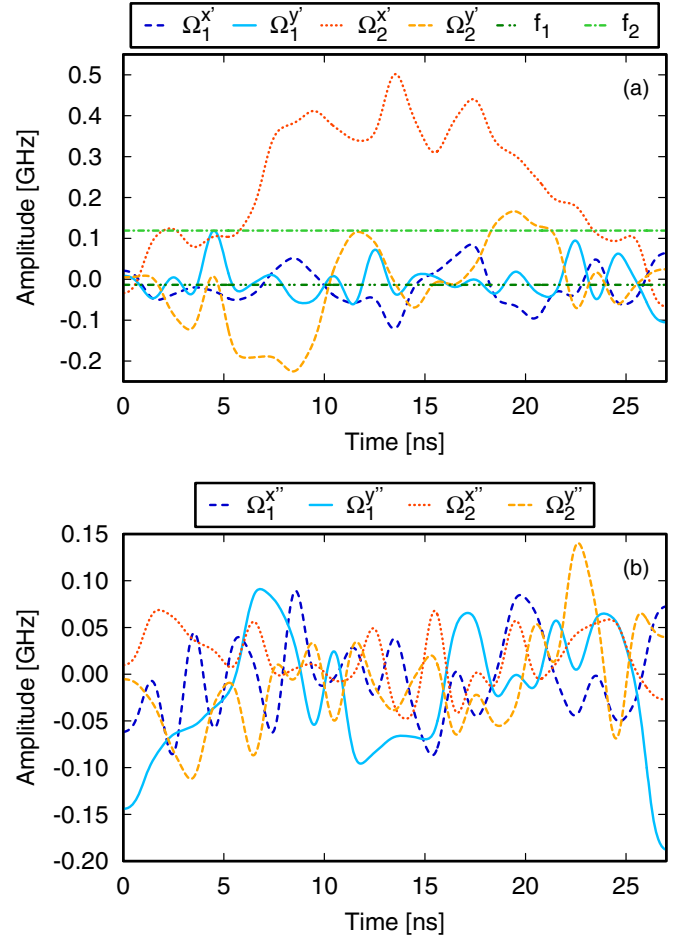 Ω₁ˣ' Ω₁ʸ' Ω₂ˣ' Ω₂ʸ' f₁ f₂
(a)
Amplitude [GHz]
0.5
0.4
0.3
0.2
0.1
0.0
-0.1
-0.2
0 5 10 15 20 25
Time [ns]
Ω₁ˣ'' Ω₁ʸ'' Ω₂ˣ'' Ω₂ʸ''
(b)
Amplitude [GHz]
0.15
0.10
0.05
0.00
-0.05
-0.10
-0.15
-0.20
0 5 10 15 20 25
Time [ns]